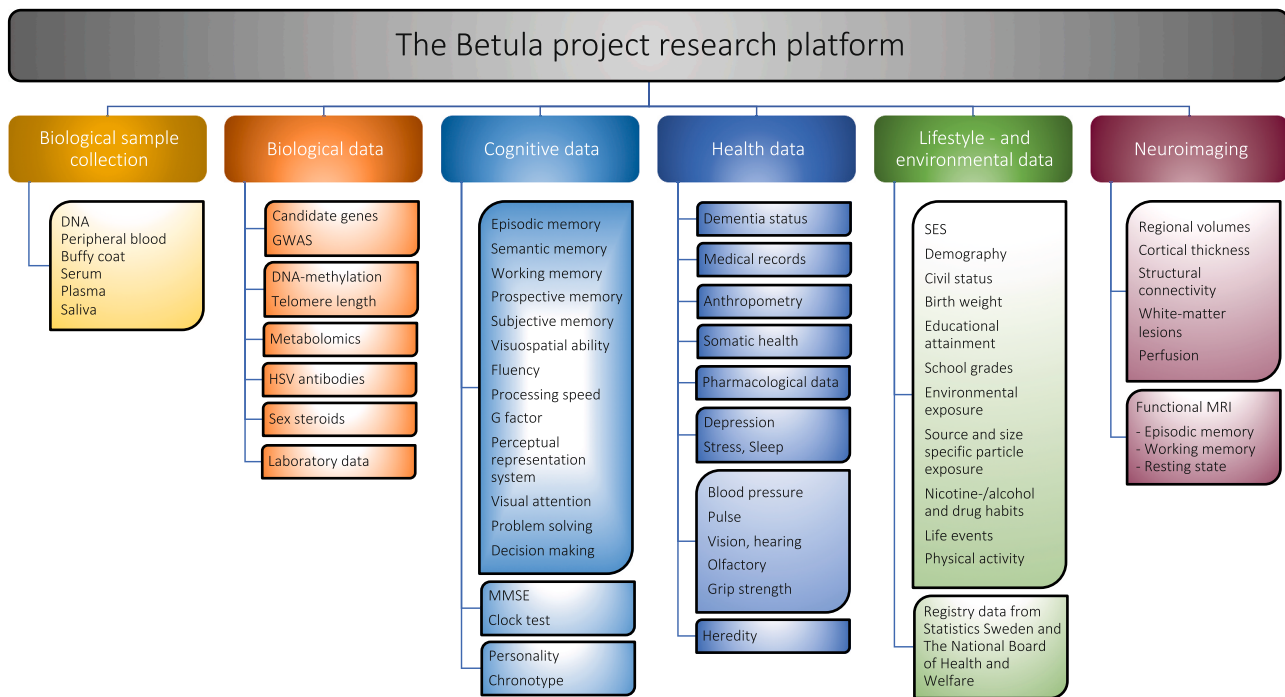 The Betula project research platform
Biological sample
collection
DNA
Peripheral blood
Buffy coat
Serum
Plasma
Saliva
Biological data
Candidate genes
GWAS
DNA-methylation
Telomere length
Metabolomics
HSV antibodies
Sex steroids
Laboratory data
Cognitive data
Episodic memory
Semantic memory
Working memory
Prospective memory
Subjective memory
Visuospatial ability
Fluency
Processing speed
G factor
Perceptual
representation
system
Visual attention
Problem solving
Decision making
MMSE
Clock test
Personality
Chronotype
Health data
Dementia status
Medical records
Anthropometry
Somatic health
Pharmacological data
Depression
Stress, Sleep
Blood pressure
Pulse
Vision, hearing
Olfactory
Grip strength
Heredity
Lifestyle - and
environmental data
SES
Demography
Civil status
Birth weight
Educational
attainment
School grades
Environmental
exposure
Source and size
specific particle
exposure
Nicotine-/alcohol
and drug habits
Life events
Physical activity
Registry data from
Statistics Sweden and
The National Board
of Health and
Welfare
Neuroimaging
Regional volumes
Cortical thickness
Structural
connectivity
White-matter
lesions
Perfusion
Functional MRI
- Episodic memory
- Working memory
- Resting state